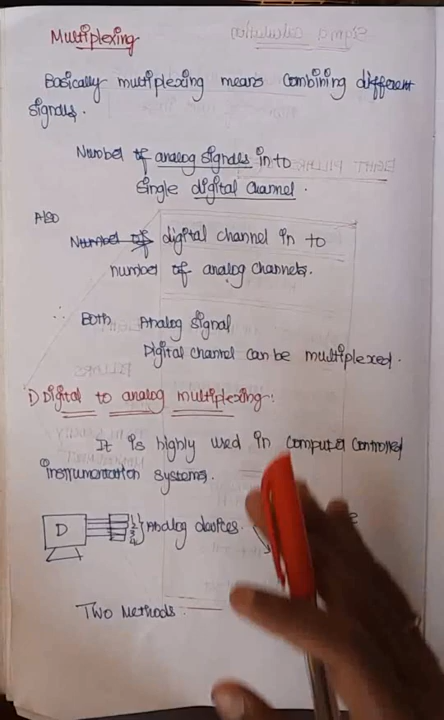 Multiplexing
Basically multiplexing means combining different
signals.
Number of analog signals in to
single digital channel.
Also
Number of digital channel in to
number of analog channels.
∴ Both Analog signal
Digital channel can be multiplexed.
1) Digital to analog multiplexing:
It is highly used in computer controlled
instrumentation systems.
D 1 2 3 4 } Analog devices.
Two Methods.